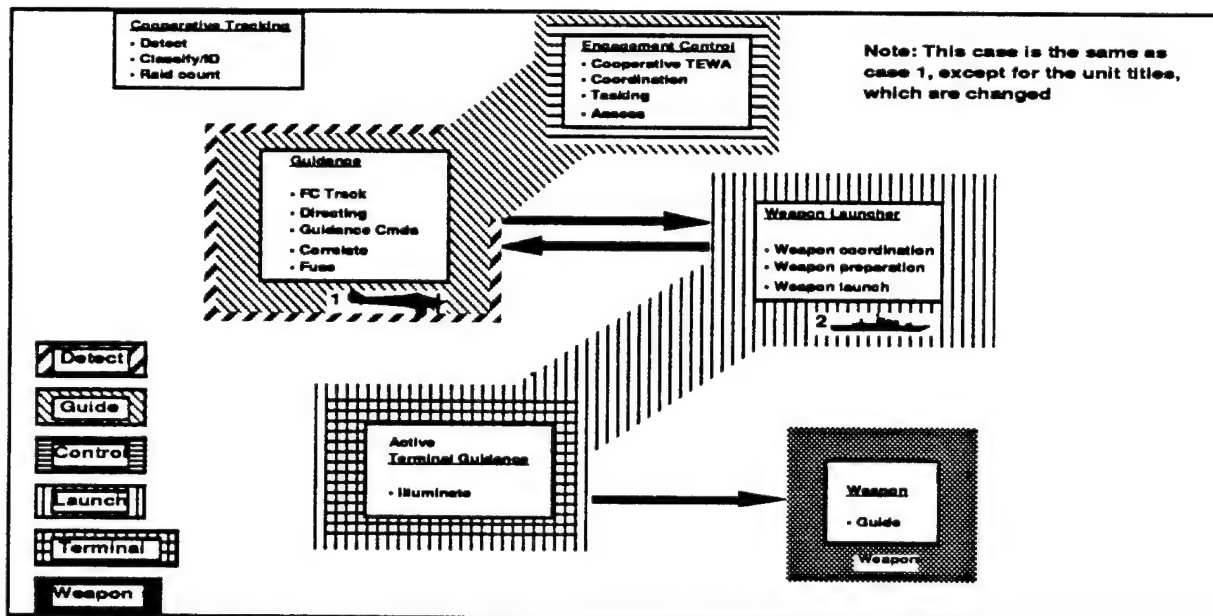 Cooperative Tracking
• Detect
• Classify/ID
• Raid count
Engagement Control
• Cooperative TEWA
• Coordination
• Tasking
• Assess
Note: This case is the same as
case 1, except for the unit titles,
which are changed
Guidance
• FC Track
• Directing
• Guidance Cmds
• Correlate
• Fuse
1
Weapon Launcher
• Weapon coordination
• Weapon preparation
• Weapon launch
2
Detect
Guide
Control
Launch
Terminal
Weapon
Active
Terminal Guidance
• Illuminate
Weapon
• Guide
Weapon